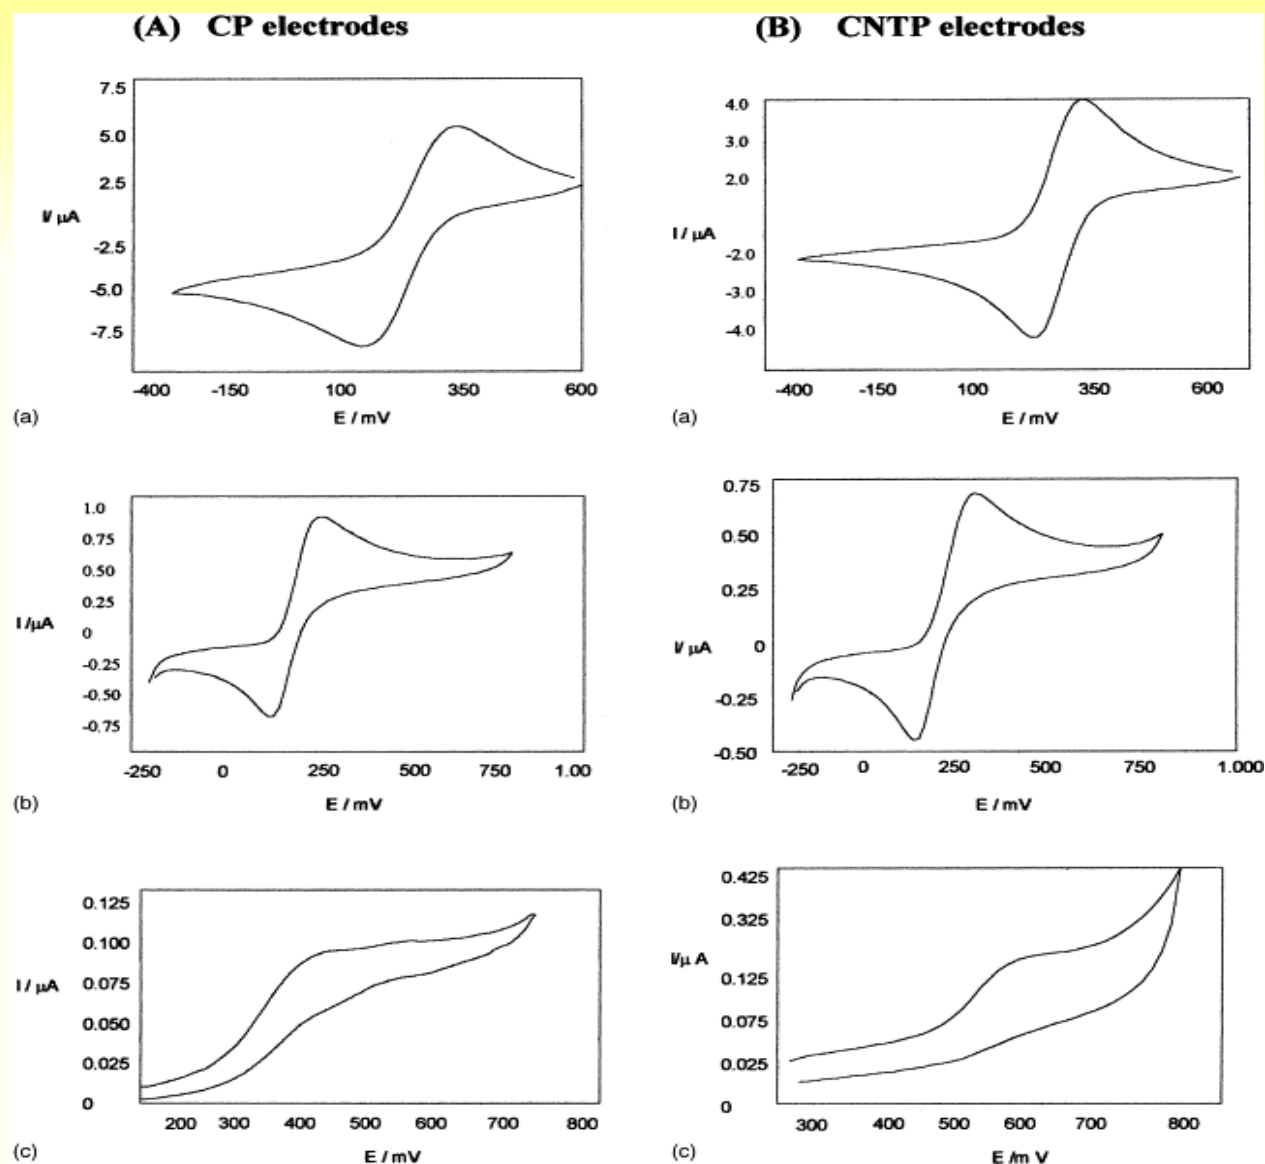 (A) CP electrodes
7.5
5.0
2.5
I/ μA
-2.5
-5.0
-7.5
-400 -150 100 350 600
(a)
E / mV
(B) CNTP electrodes
4.0
3.0
2.0
I / μA
-2.0
-3.0
-4.0
-400 -150 100 350 600
(a)
E / mV
1.0
0.75
0.50
0.25
0
I /μA
-0.25
-0.50
-0.75
-250 0 250 500 750 1.00
(b)
E / mV
0.75
0.50
0.25
0
I/ μA
-0.25
-0.50
-250 0 250 500 750 1.000
(b)
E / mV
0.125
0.100
0.075
I / μA
0.050
0.025
0
200 300 400 500 600 700 800
(c)
E / mV
0.425
0.325
I/μ A
0.125
0.075
0.025
0
300 400 500 600 700 800
(c)
E /m V